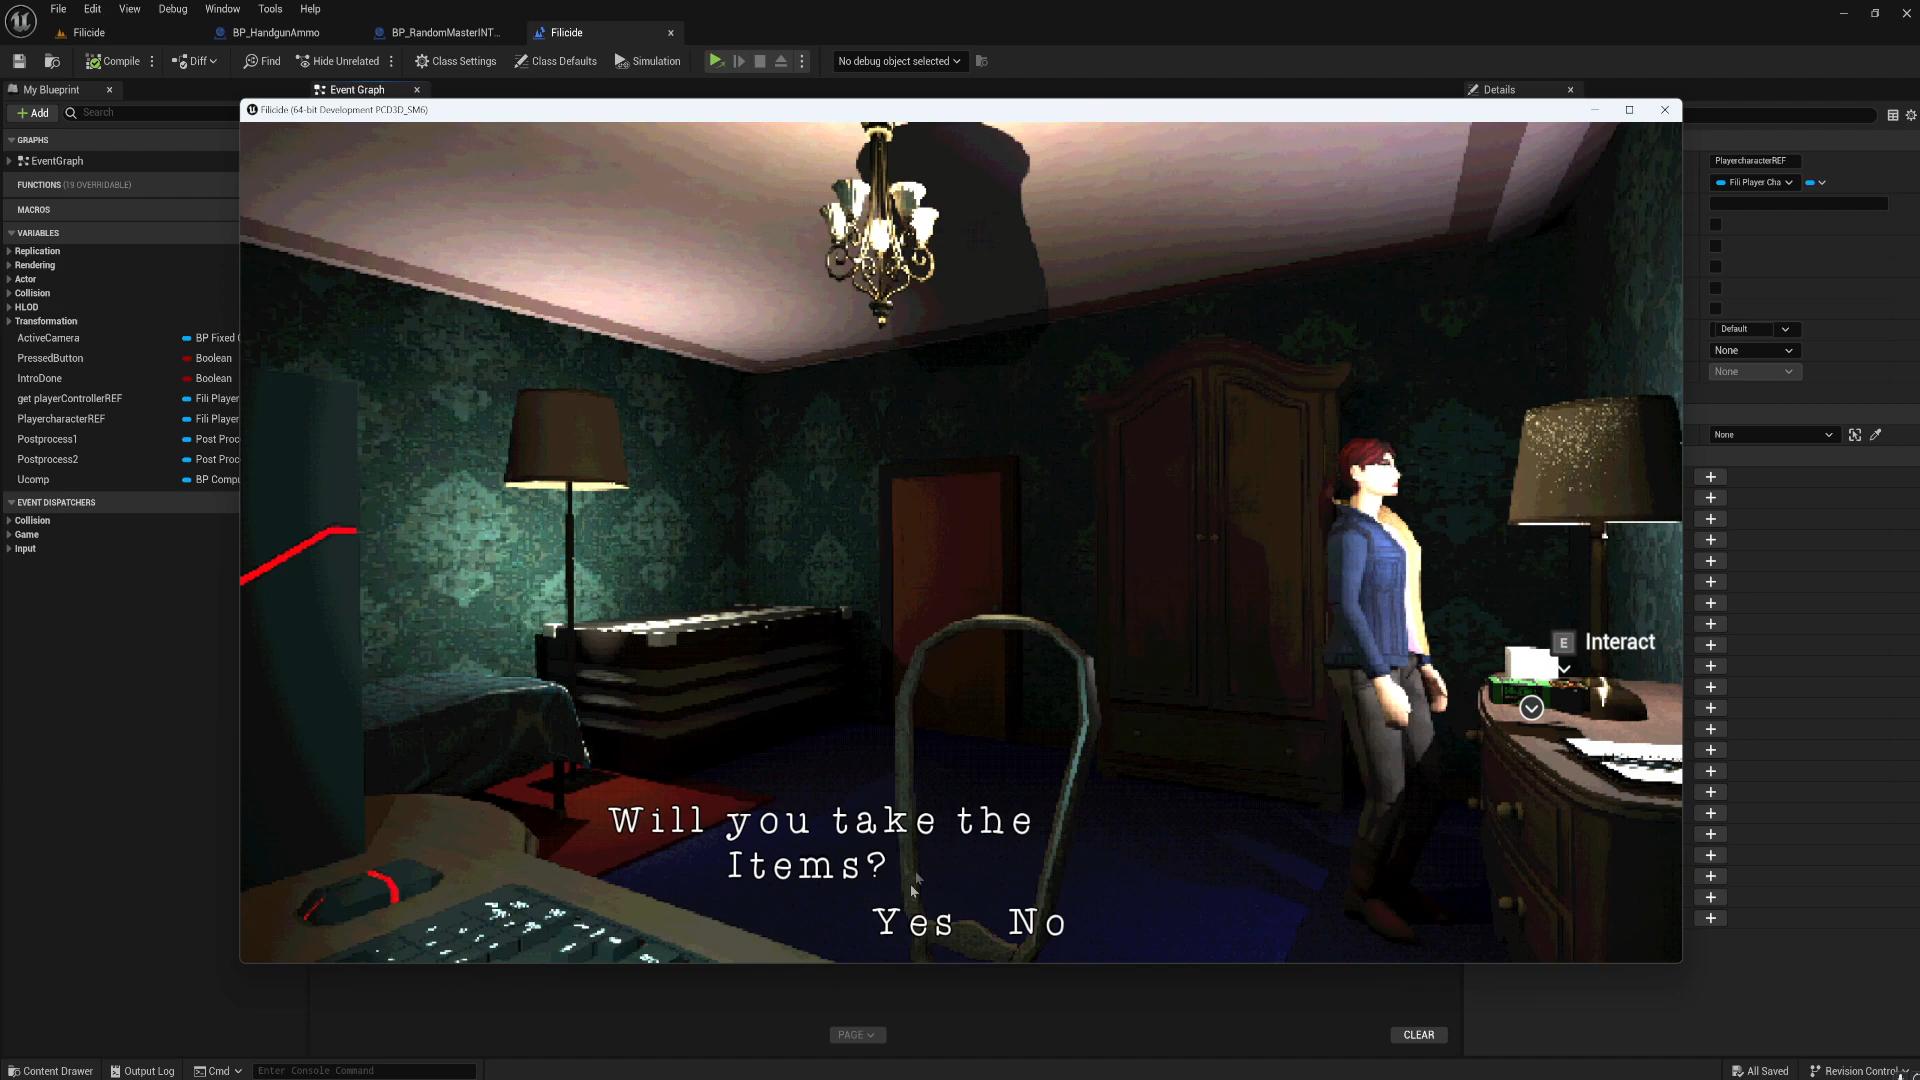 File Edit View Debug Window Tools Help
Filicide BP_HandgunAmmo BP_RandomMasterINT... Filicide
Compile Diff Find Hide Unrelated Class Settings Class Defaults Simulation No debug object selected
My Blueprint Event Graph Details
Add Search
Filicide (64-bit Development PCD3D_SM6)
GRAPHS
EventGraph
FUNCTIONS (19 OVERRIDABLE)
MACROS
VARIABLES
Replication
Rendering
Actor
Collision
HLOD
Transformation
ActiveCamera BP Fixed
PressedButton Boolean
IntroDone Boolean
get playerControllerREF Fili Player
PlayercharacterREF Fili Player
Postprocess1 Post Proc
Postprocess2 Post Proc
Ucomp BP Compu
EVENT DISPATCHERS
Collision
Game
Input
PlayercharacterREF
Fili Player Cha
Default
None
None
None
E Interact
Will you take the
Items?
Yes No
PAGE CLEAR
Content Drawer Output Log Cmd Enter Console Command All Saved Revision Control